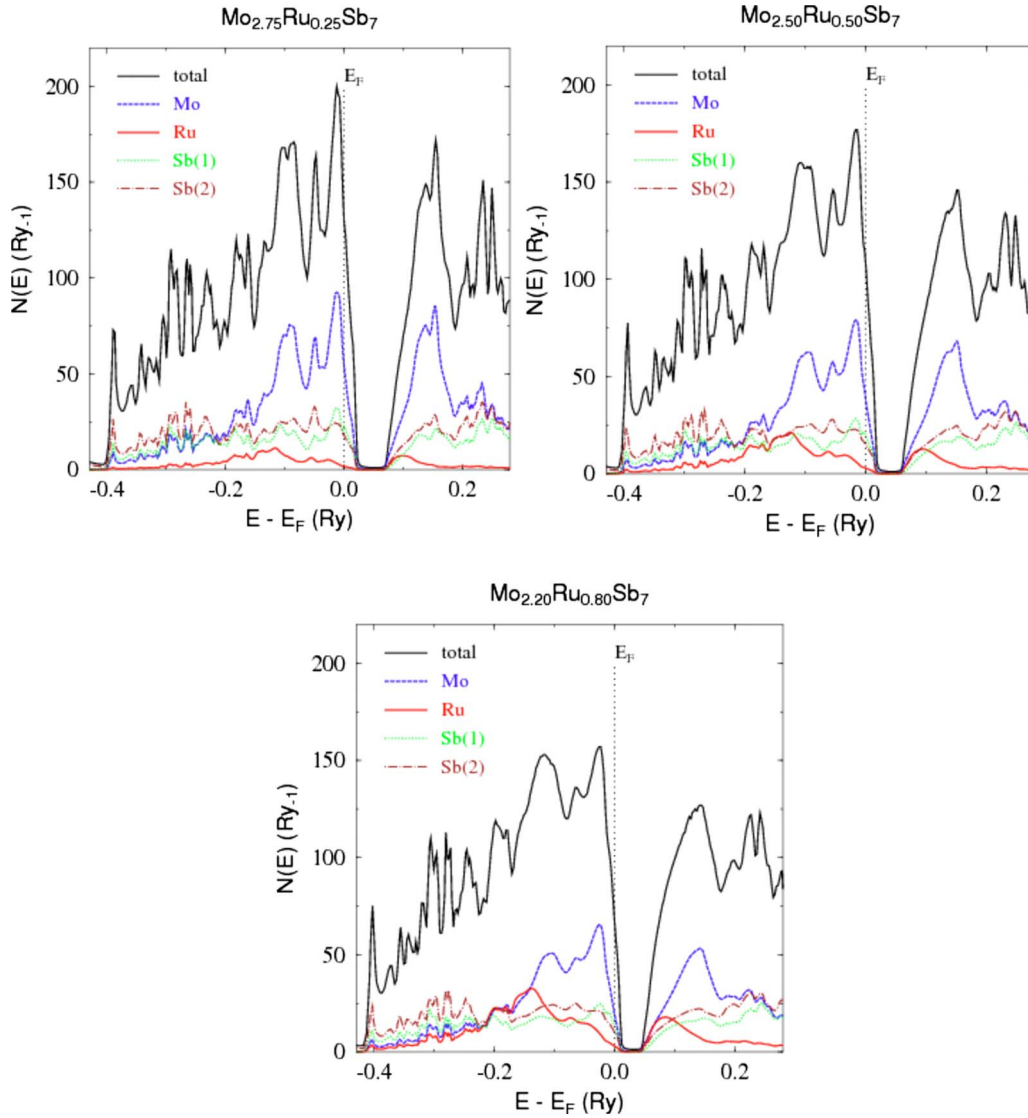 Mo2.75Ru0.25Sb7
N(E) (Ry-1)
200
150
100
50
0
total
Mo
Ru
Sb(1)
Sb(2)
EF
-0.4
-0.2
0.0
0.2
E - EF (Ry)
Mo2.50Ru0.50Sb7
N(E) (Ry-1)
200
150
100
50
0
total
Mo
Ru
Sb(1)
Sb(2)
EF
-0.4
-0.2
0.0
0.2
E - EF (Ry)
Mo2.20Ru0.80Sb7
N(E) (Ry-1)
200
150
100
50
0
total
Mo
Ru
Sb(1)
Sb(2)
EF
-0.4
-0.2
0.0
0.2
E - EF (Ry)